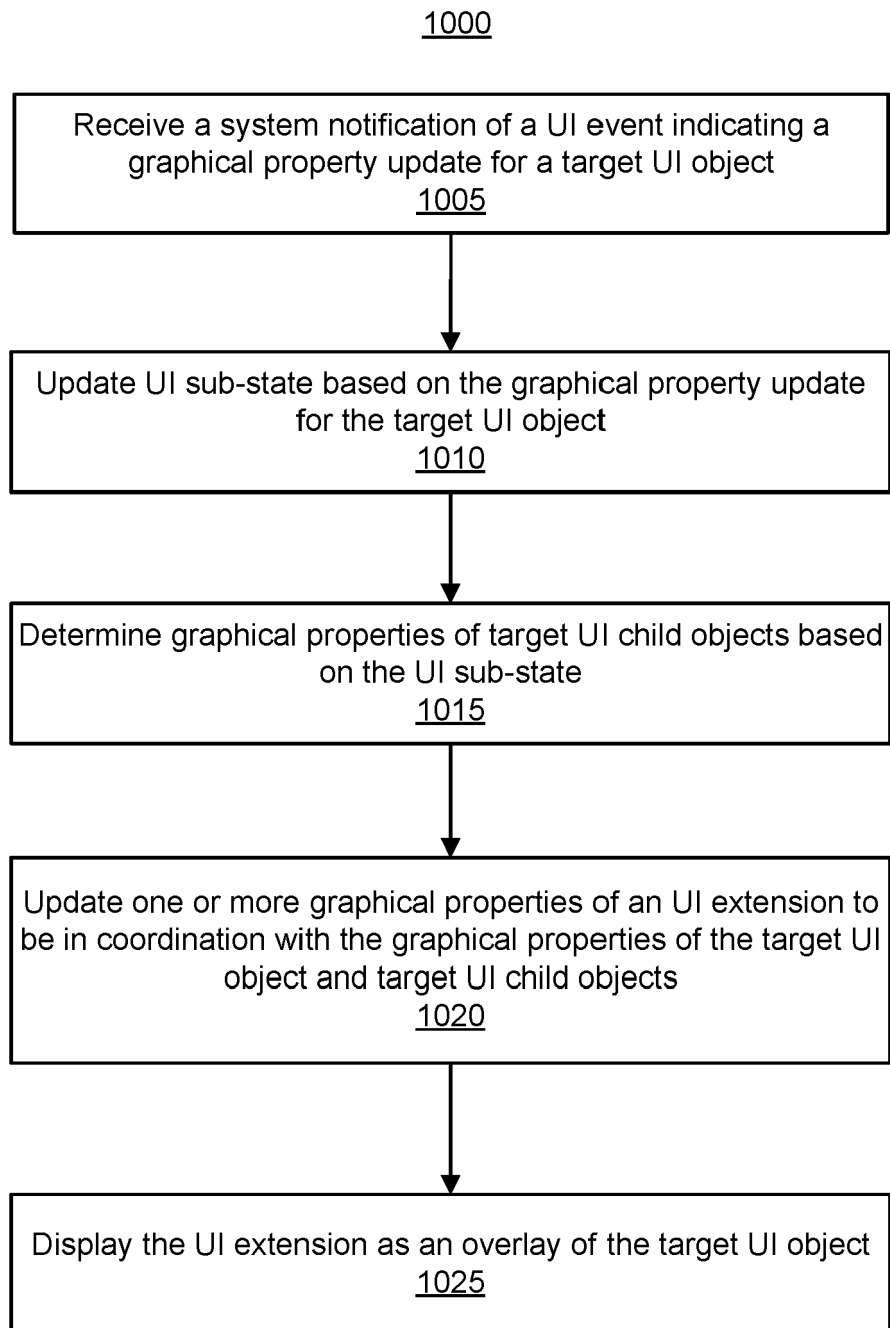 1000
Receive a system notification of a UI event indicating a
graphical property update for a target UI object
1005
Update UI sub-state based on the graphical property update
for the target UI object
1010
Determine graphical properties of target UI child objects based
on the UI sub-state
1015
Update one or more graphical properties of an UI extension to
be in coordination with the graphical properties of the target UI
object and target UI child objects
1020
Display the UI extension as an overlay of the target UI object
1025